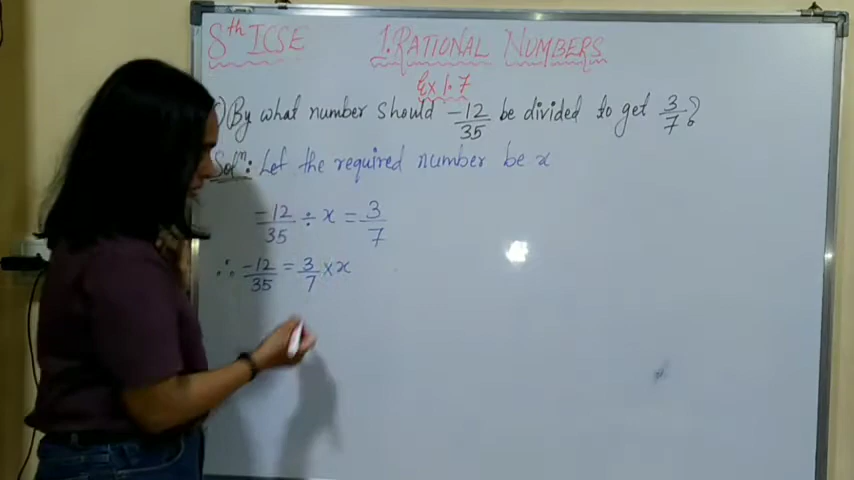 8th ICSE 1.RATIONAL NUMBERS
Ex 1.7
) By what number should -12/35 be divided to get 3/7?
Solⁿ: Let the required number be x
-12/35 ÷ x = 3/7
∴ -12/35 = 3/7 × x